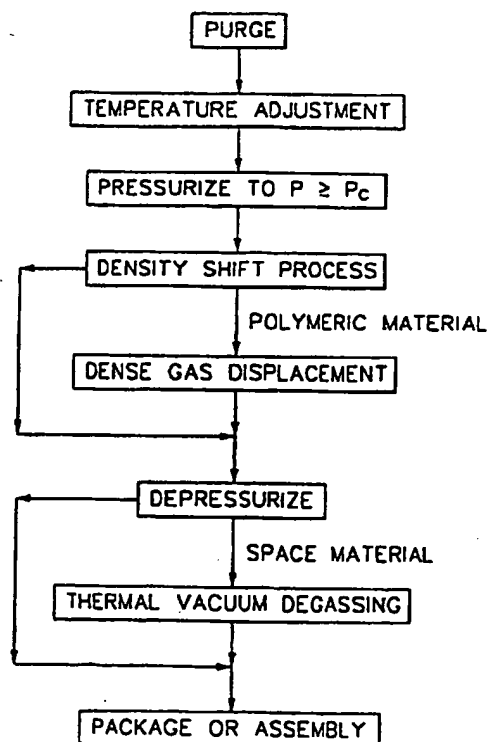 PURGE
TEMPERATURE ADJUSTMENT
PRESSURIZE TO P ≥ Pc
DENSITY SHIFT PROCESS
POLYMERIC MATERIAL
DENSE GAS DISPLACEMENT
DEPRESSURIZE
SPACE MATERIAL
THERMAL VACUUM DEGASSING
PACKAGE OR ASSEMBLY